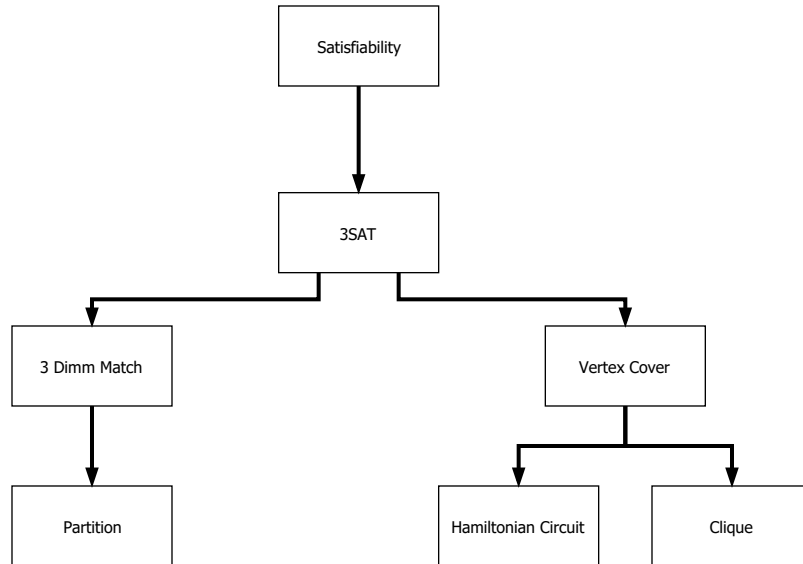 Satisfiability
3SAT
3 Dimm Match
Vertex Cover
Partition
Hamiltonian Circuit
Clique